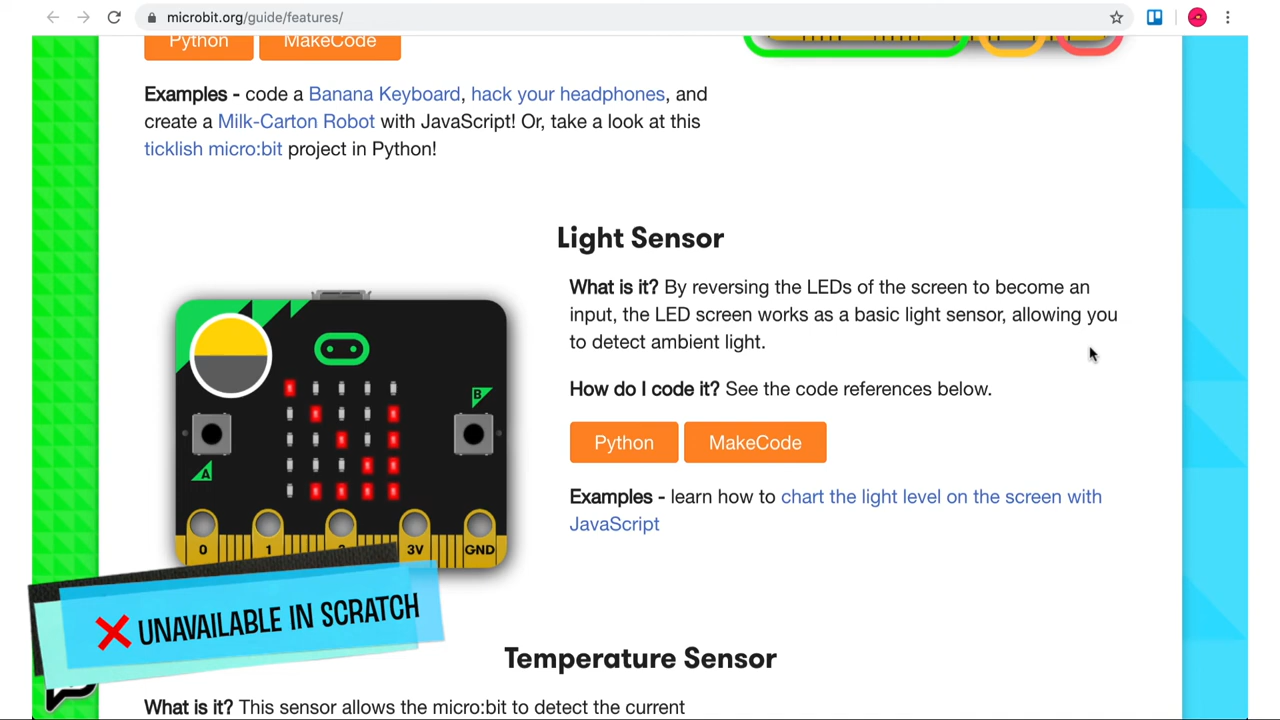 microbit.org/guide/features/
Python
MakeCode
Examples - code a Banana Keyboard, hack your headphones, and
create a Milk-Carton Robot with JavaScript! Or, take a look at this
ticklish micro:bit project in Python!
Light Sensor
What is it? By reversing the LEDs of the screen to become an
input, the LED screen works as a basic light sensor, allowing you
to detect ambient light.
How do I code it? See the code references below.
Python
MakeCode
Examples - learn how to chart the light level on the screen with
JavaScript
B
A
0 1 2 3V GND
❌ UNAVAILABLE IN SCRATCH
Temperature Sensor
What is it? This sensor allows the micro:bit to detect the current